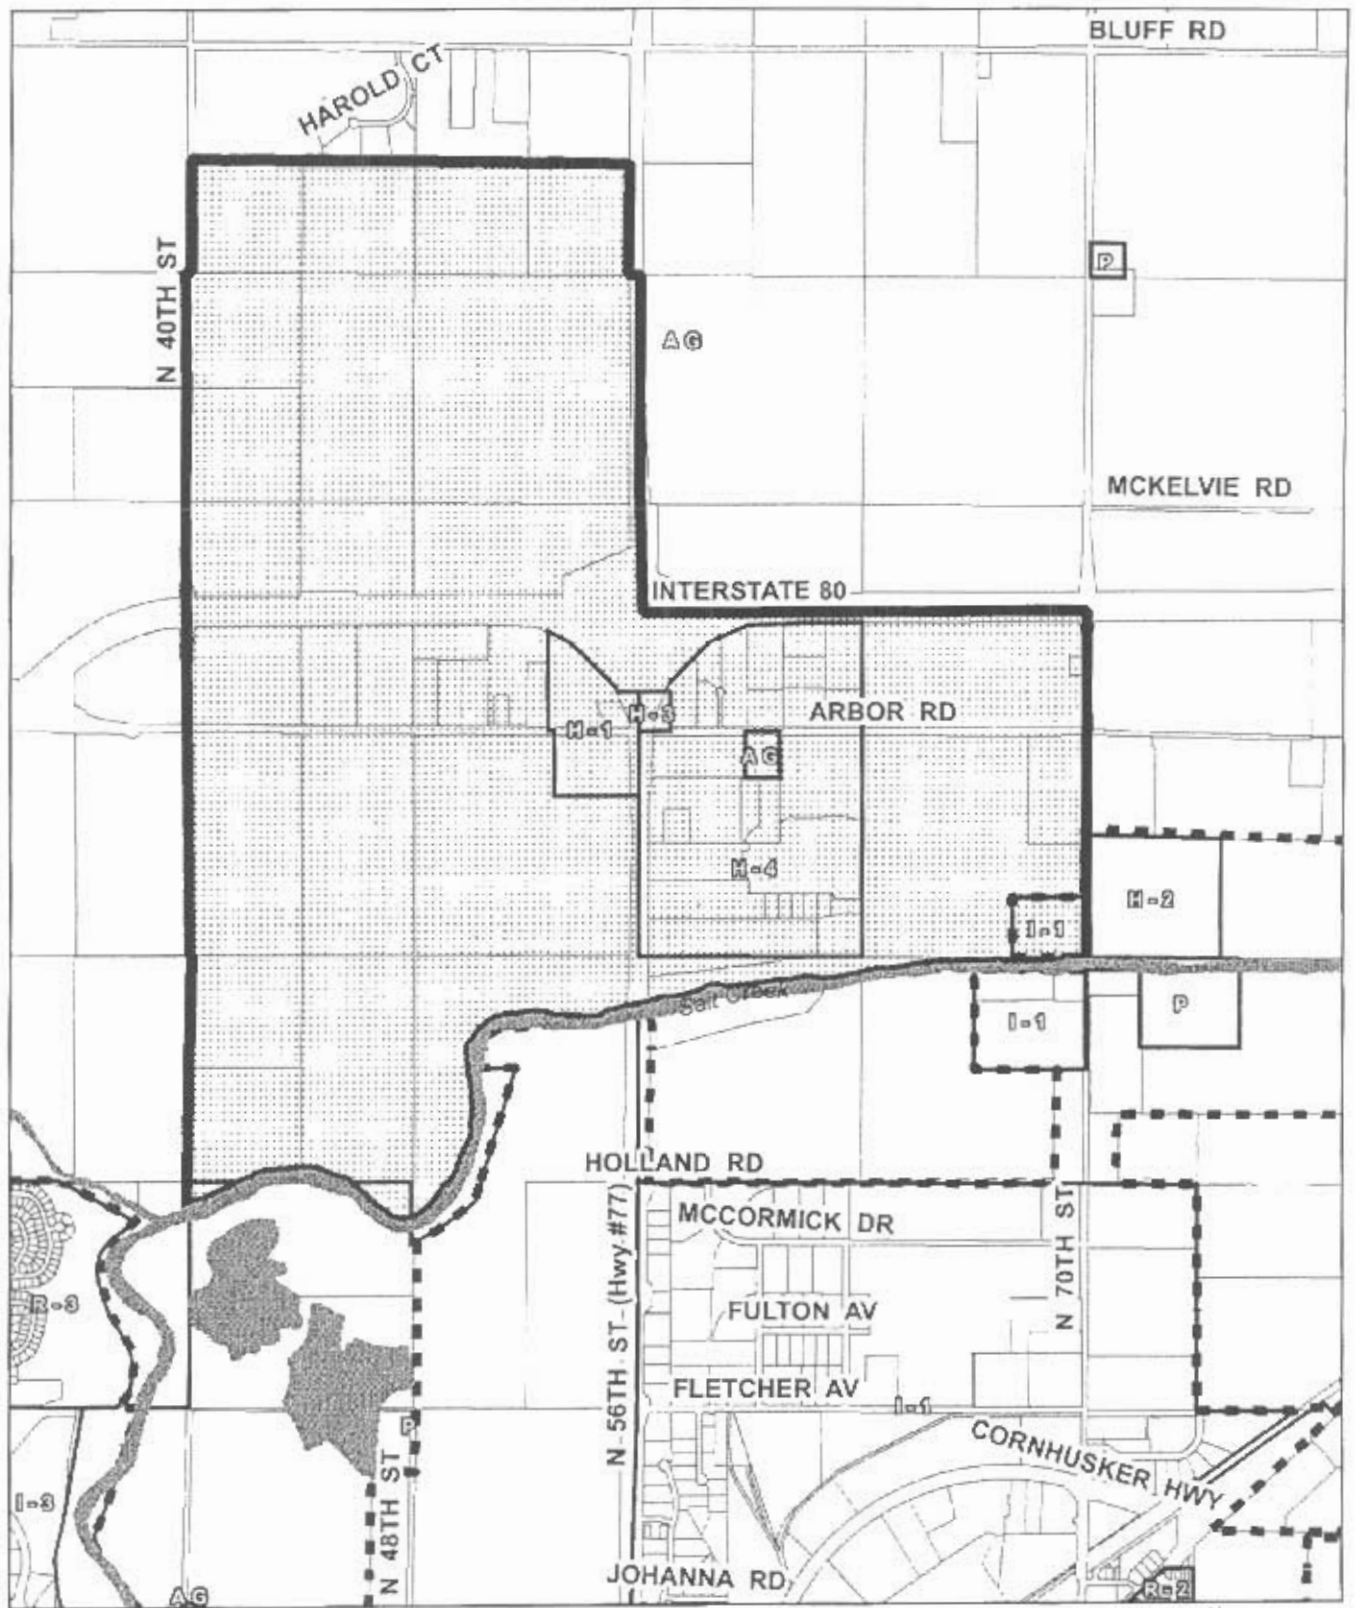 BLUFF RD
HAROLD CT
P
N 40TH ST
AG
MCKELVIE RD
INTERSTATE 80
ARBOR RD
H-3
H-1
AG
H-4
H-2
I-1
Salt Creek
P
I-1
HOLLAND RD
MCCORMICK DR
N 56TH ST (Hwy #77)
N 70TH ST
R-3
FULTON AV
FLETCHER AV
I-1
P
CORNHUSKER HWY
I-3
N 48TH ST
JOHANNA RD
R-2
AG